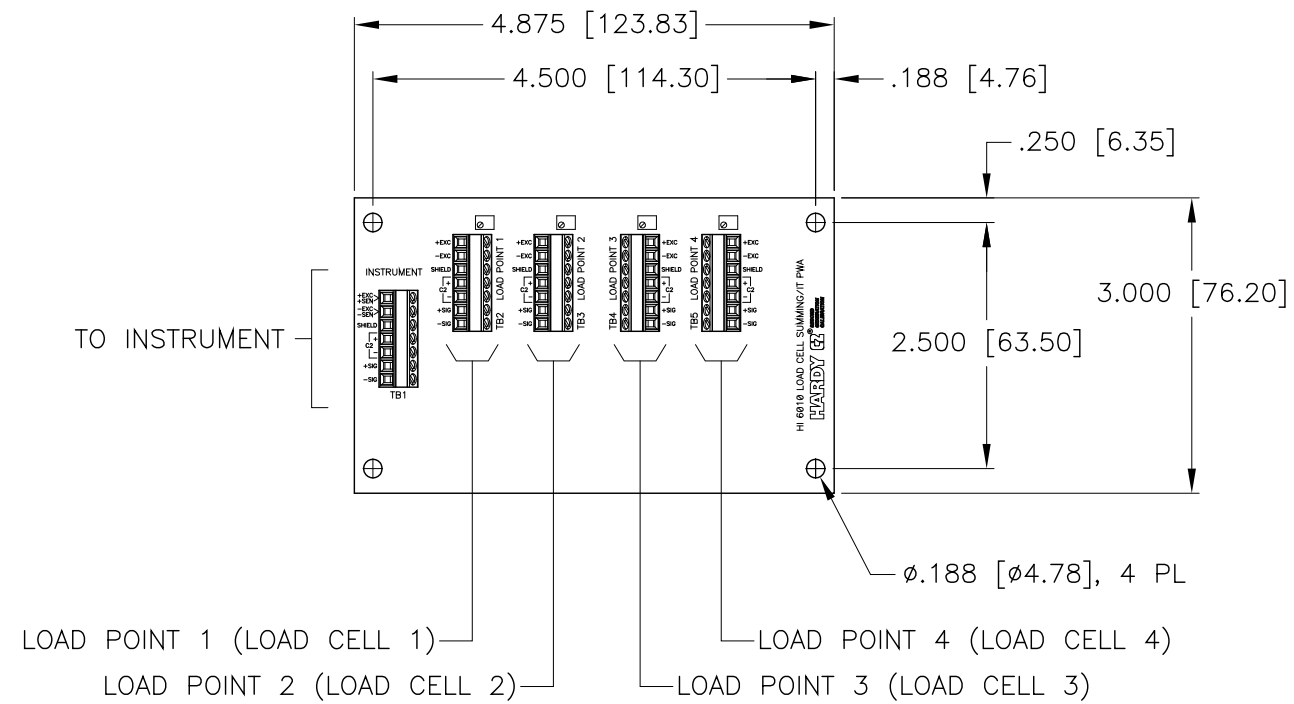 4.875 [123.83]
4.500 [114.30]
.188 [4.76]
.250 [6.35]
3.000 [76.20]
2.500 [63.50]
TO INSTRUMENT
INSTRUMENT
+EXC
+SEN
-EXC
-SEN
SHIELD
+
C2
-
+SIG
-SIG
TB1
+EXC
-EXC
SHIELD
+
C2
-
+SIG
-SIG
TB2
LOAD POINT 1
+EXC
-EXC
SHIELD
+
C2
-
+SIG
-SIG
TB3
LOAD POINT 2
TB4
LOAD POINT 3
+EXC
-EXC
SHIELD
+
C2
-
+SIG
-SIG
TB5
LOAD POINT 4
+EXC
-EXC
SHIELD
+
C2
-
+SIG
-SIG
HI 6010 LOAD CELL SUMMING/IT PWA
HARDY EZ®
ø.188 [ø4.78], 4 PL
LOAD POINT 1 (LOAD CELL 1)
LOAD POINT 4 (LOAD CELL 4)
LOAD POINT 2 (LOAD CELL 2)
LOAD POINT 3 (LOAD CELL 3)